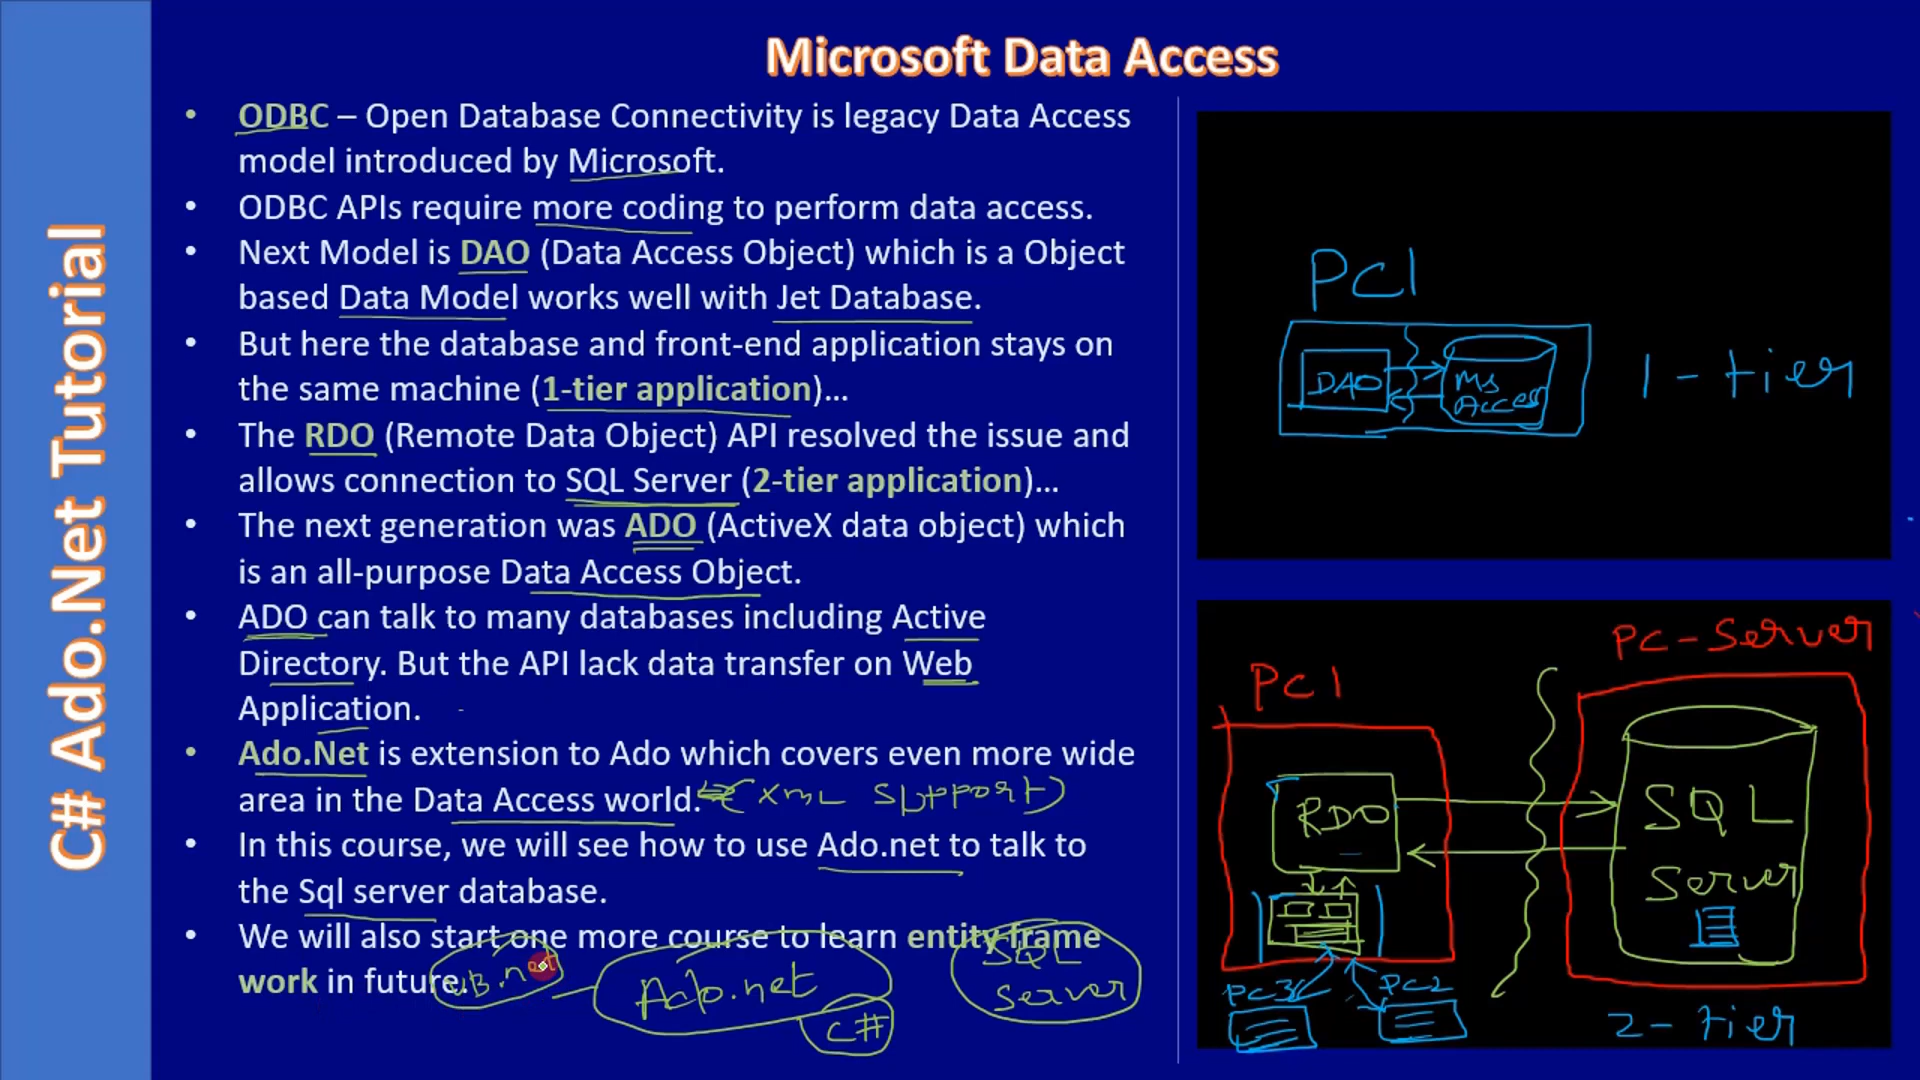 C# Ado.Net Tutorial
Microsoft Data Access
• ODBC – Open Database Connectivity is legacy Data Access
model introduced by Microsoft.
• ODBC APIs require more coding to perform data access.
• Next Model is DAO (Data Access Object) which is a Object
based Data Model works well with Jet Database.
• But here the database and front-end application stays on
the same machine (1-tier application)...
• The RDO (Remote Data Object) API resolved the issue and
allows connection to SQL Server (2-tier application)...
• The next generation was ADO (ActiveX data object) which
is an all-purpose Data Access Object.
• ADO can talk to many databases including Active
Directory. But the API lack data transfer on Web
Application.
• Ado.Net is extension to Ado which covers even more wide
area in the Data Access world. (XML Support)
• In this course, we will see how to use Ado.net to talk to
the Sql server database.
• We will also start one more course to learn entity frame
work in future.
VB.net
Ado.net
C#
SQL
Server
PC1
DAO
MS
Access
1-tier
PC1
PC-Server
RDO
SQL
Server
PC3
PC2
2-tier